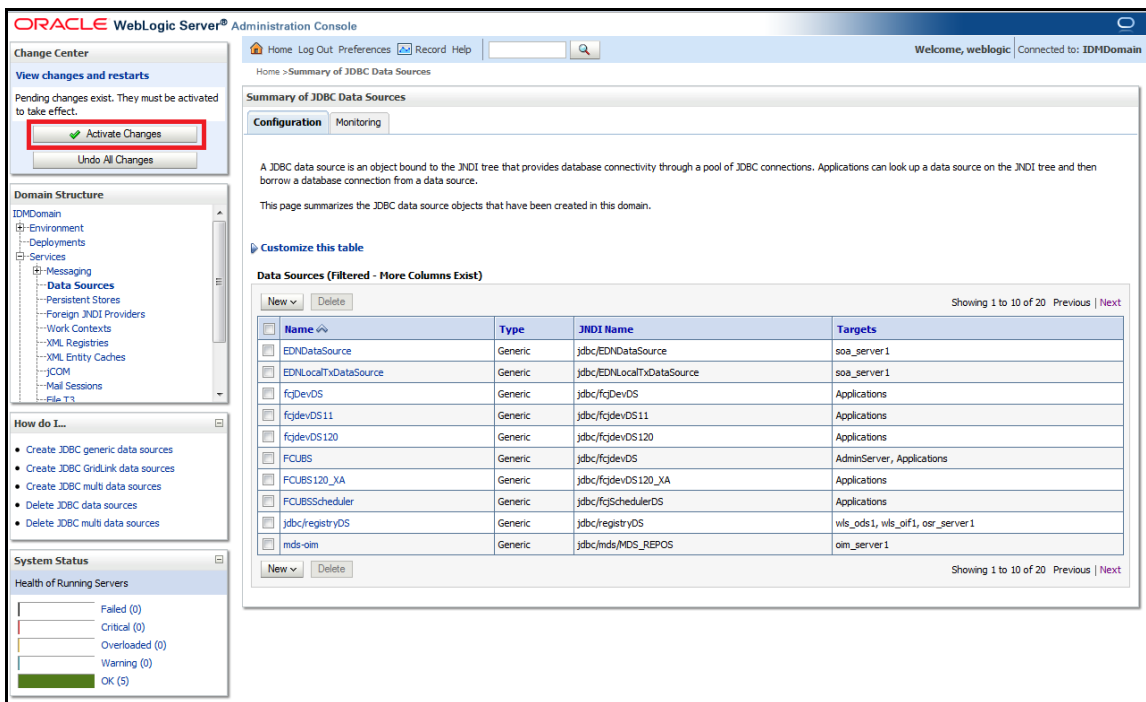 ORACLE WebLogic Server® Administration Console
Change Center
View changes and restarts
Pending changes exist. They must be activated
to take effect.
Activate Changes
Undo All Changes
Domain Structure
IDMDomain
Environment
Deployments
Services
Messaging
Data Sources
Persistent Stores
Foreign JNDI Providers
Work Contexts
XML Registries
XML Entity Caches
jCOM
Mail Sessions
File T3
How do I...
Create JDBC generic data sources
Create JDBC GridLink data sources
Create JDBC multi data sources
Delete JDBC data sources
Delete JDBC multi data sources
System Status
Health of Running Servers
Failed (0)
Critical (0)
Overloaded (0)
Warning (0)
OK (5)
Home Log Out Preferences Record Help
Welcome, weblogic Connected to: IDMDomain
Home >Summary of JDBC Data Sources
Summary of JDBC Data Sources
Configuration Monitoring
A JDBC data source is an object bound to the JNDI tree that provides database connectivity through a pool of JDBC connections. Applications can look up a data source on the JNDI tree and then
borrow a database connection from a data source.
This page summarizes the JDBC data source objects that have been created in this domain.
Customize this table
Data Sources (Filtered - More Columns Exist)
New Delete Showing 1 to 10 of 20 Previous | Next
Name Type JNDI Name Targets
EDNDataSource Generic jdbc/EDNDataSource soa_server1
EDNLocalTxDataSource Generic jdbc/EDNLocalTxDataSource soa_server1
fcjDevDS Generic jdbc/fcjDevDS Applications
fcjdevDS11 Generic jdbc/fcjdevDS11 Applications
fcjdevDS120 Generic jdbc/fcjdevDS120 Applications
FCUBS Generic jdbc/fcjdevDS AdminServer, Applications
FCUBS120_XA Generic jdbc/fcjdevDS120_XA Applications
FCUBSScheduler Generic jdbc/fcjSchedulerDS Applications
jdbc/registryDS Generic jdbc/registryDS wls_ods1, wls_oif1, osr_server1
mds-oim Generic jdbc/mds/MDS_REPOS oim_server1
New Delete Showing 1 to 10 of 20 Previous | Next